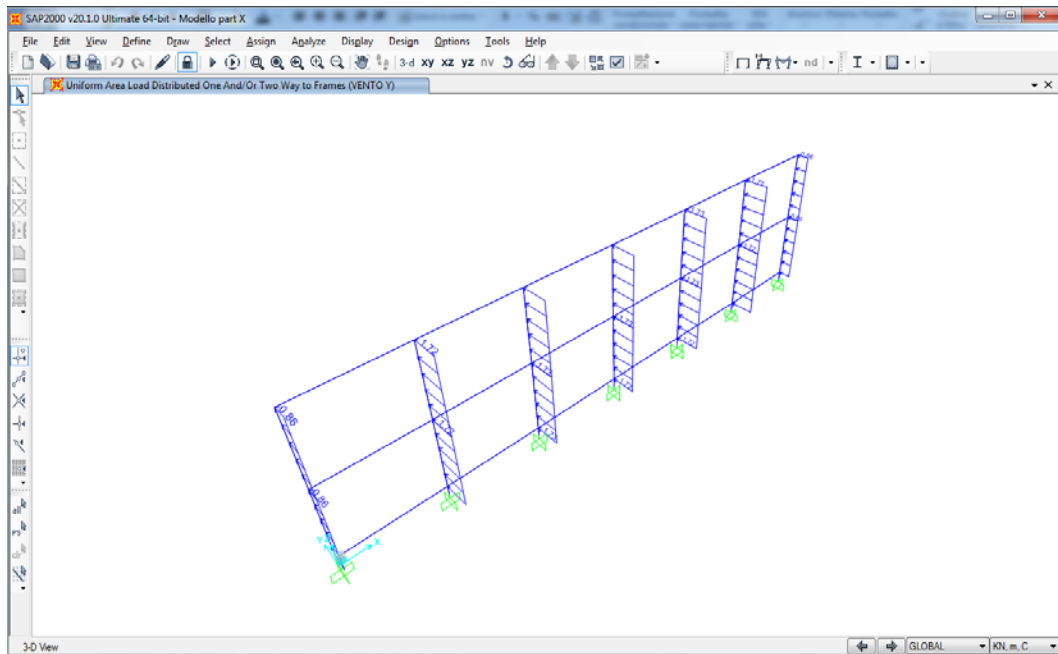 SAP2000 v20.1.0 Ultimate 64-bit - Modello part X
File Edit View Define Draw Select Assign Analyze Display Design Options Tools Help
3-d xy xz yz nv nd
Uniform Area Load Distributed One And/Or Two Way to Frames (VENTO Y)
1.72
0.86
0.86
X
3-D View
GLOBAL
KN, m, C